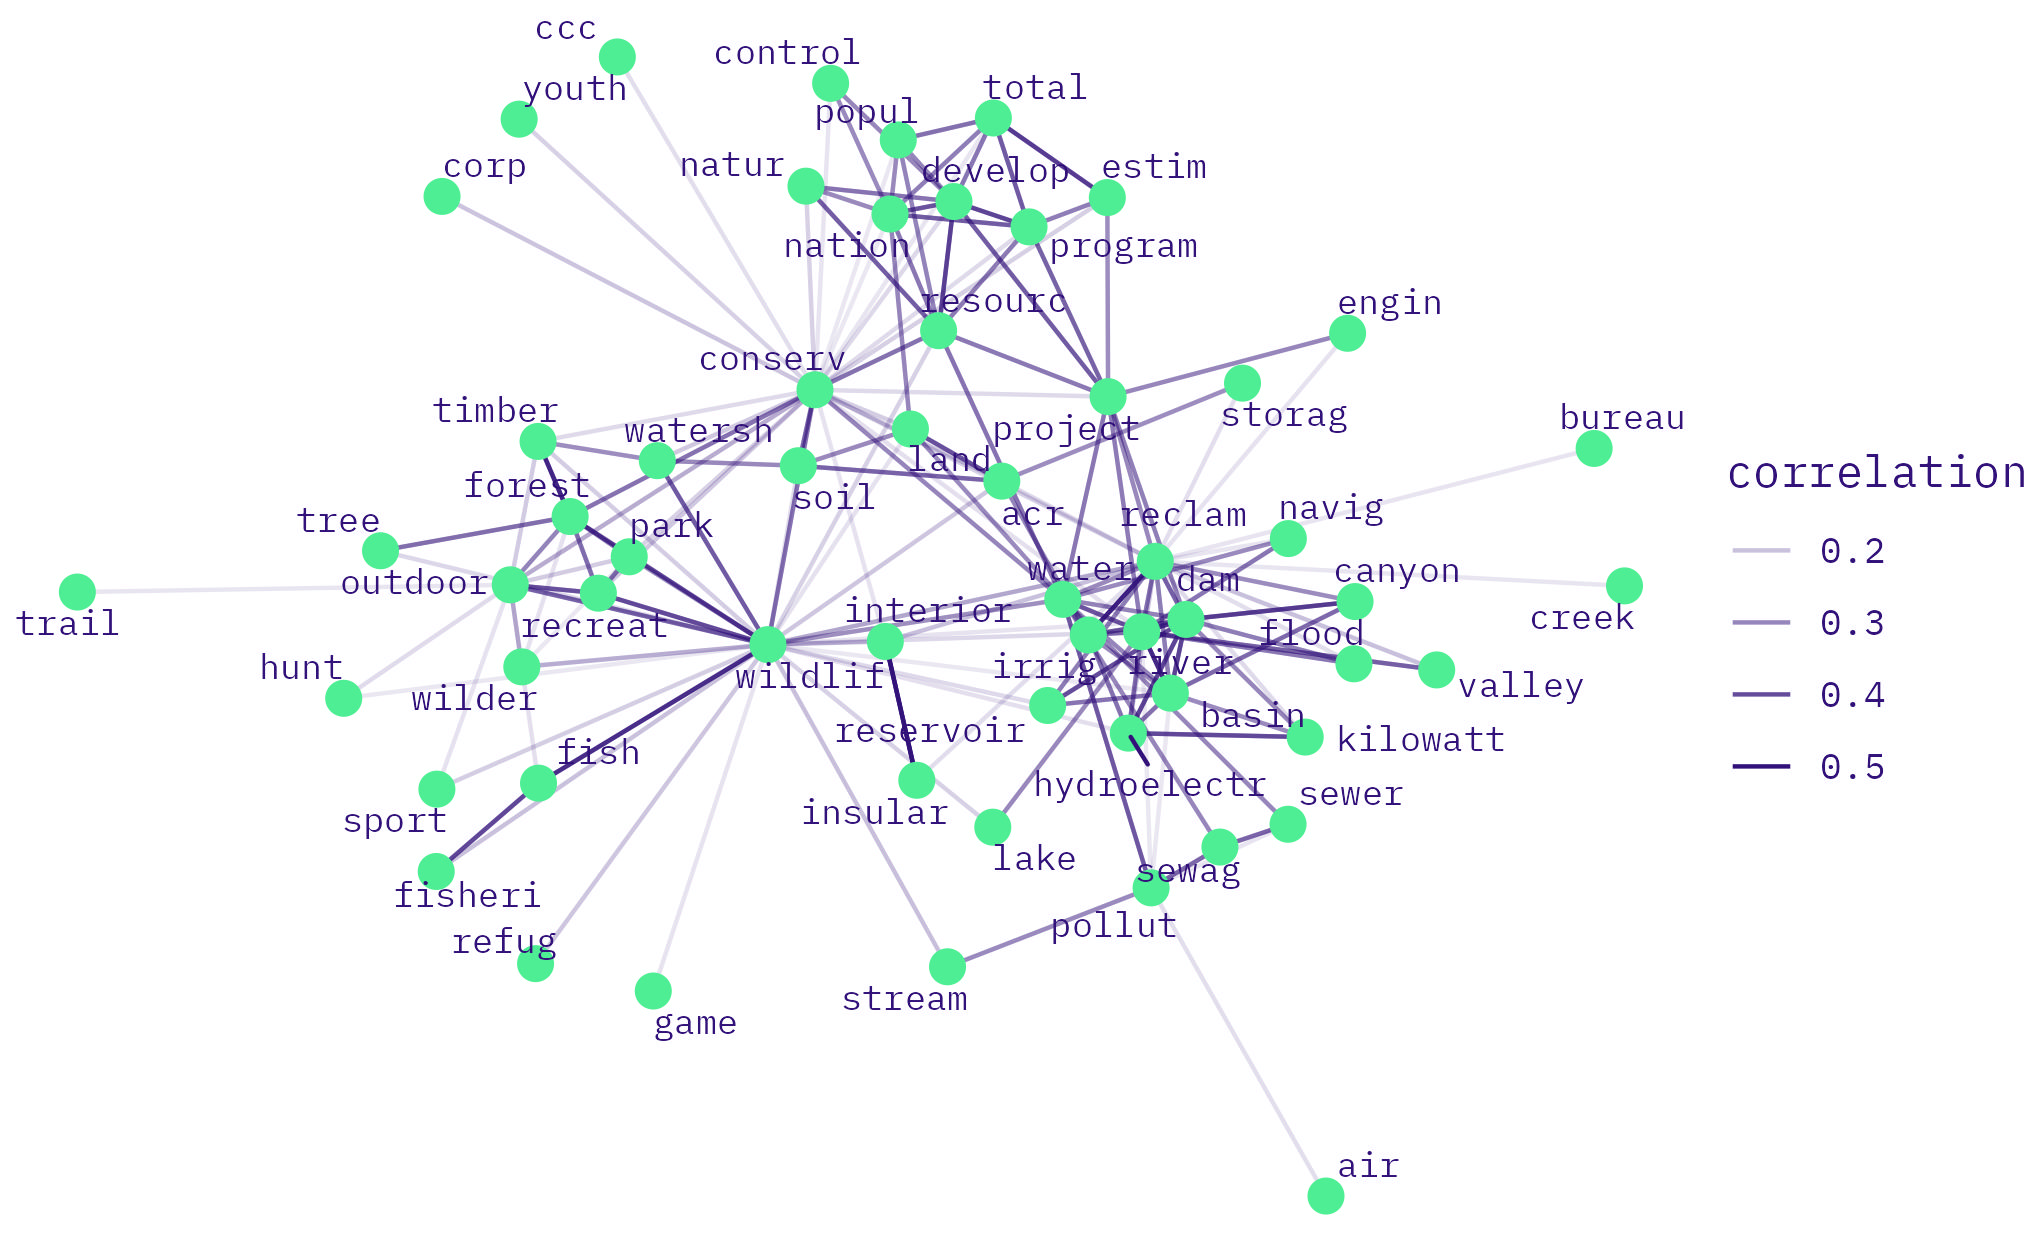 ccc
control
youth
total
popul
natur
develop
estim
corp
nation
program
resourc
engin
conserv
timber
watersh
project
storag
bureau
land
correlation
forest
soil
tree
park
acr
reclam
navig
0.2
outdoor
water
dam
canyon
trail
recreat
interior
flood
creek
0.3
hunt
wilder
wildlif
irrig
river
valley
0.4
reservoir
basin
kilowatt
fish
0.5
sport
insular
hydroelectr
sewer
fisheri
lake
sewag
refug
pollut
stream
game
air